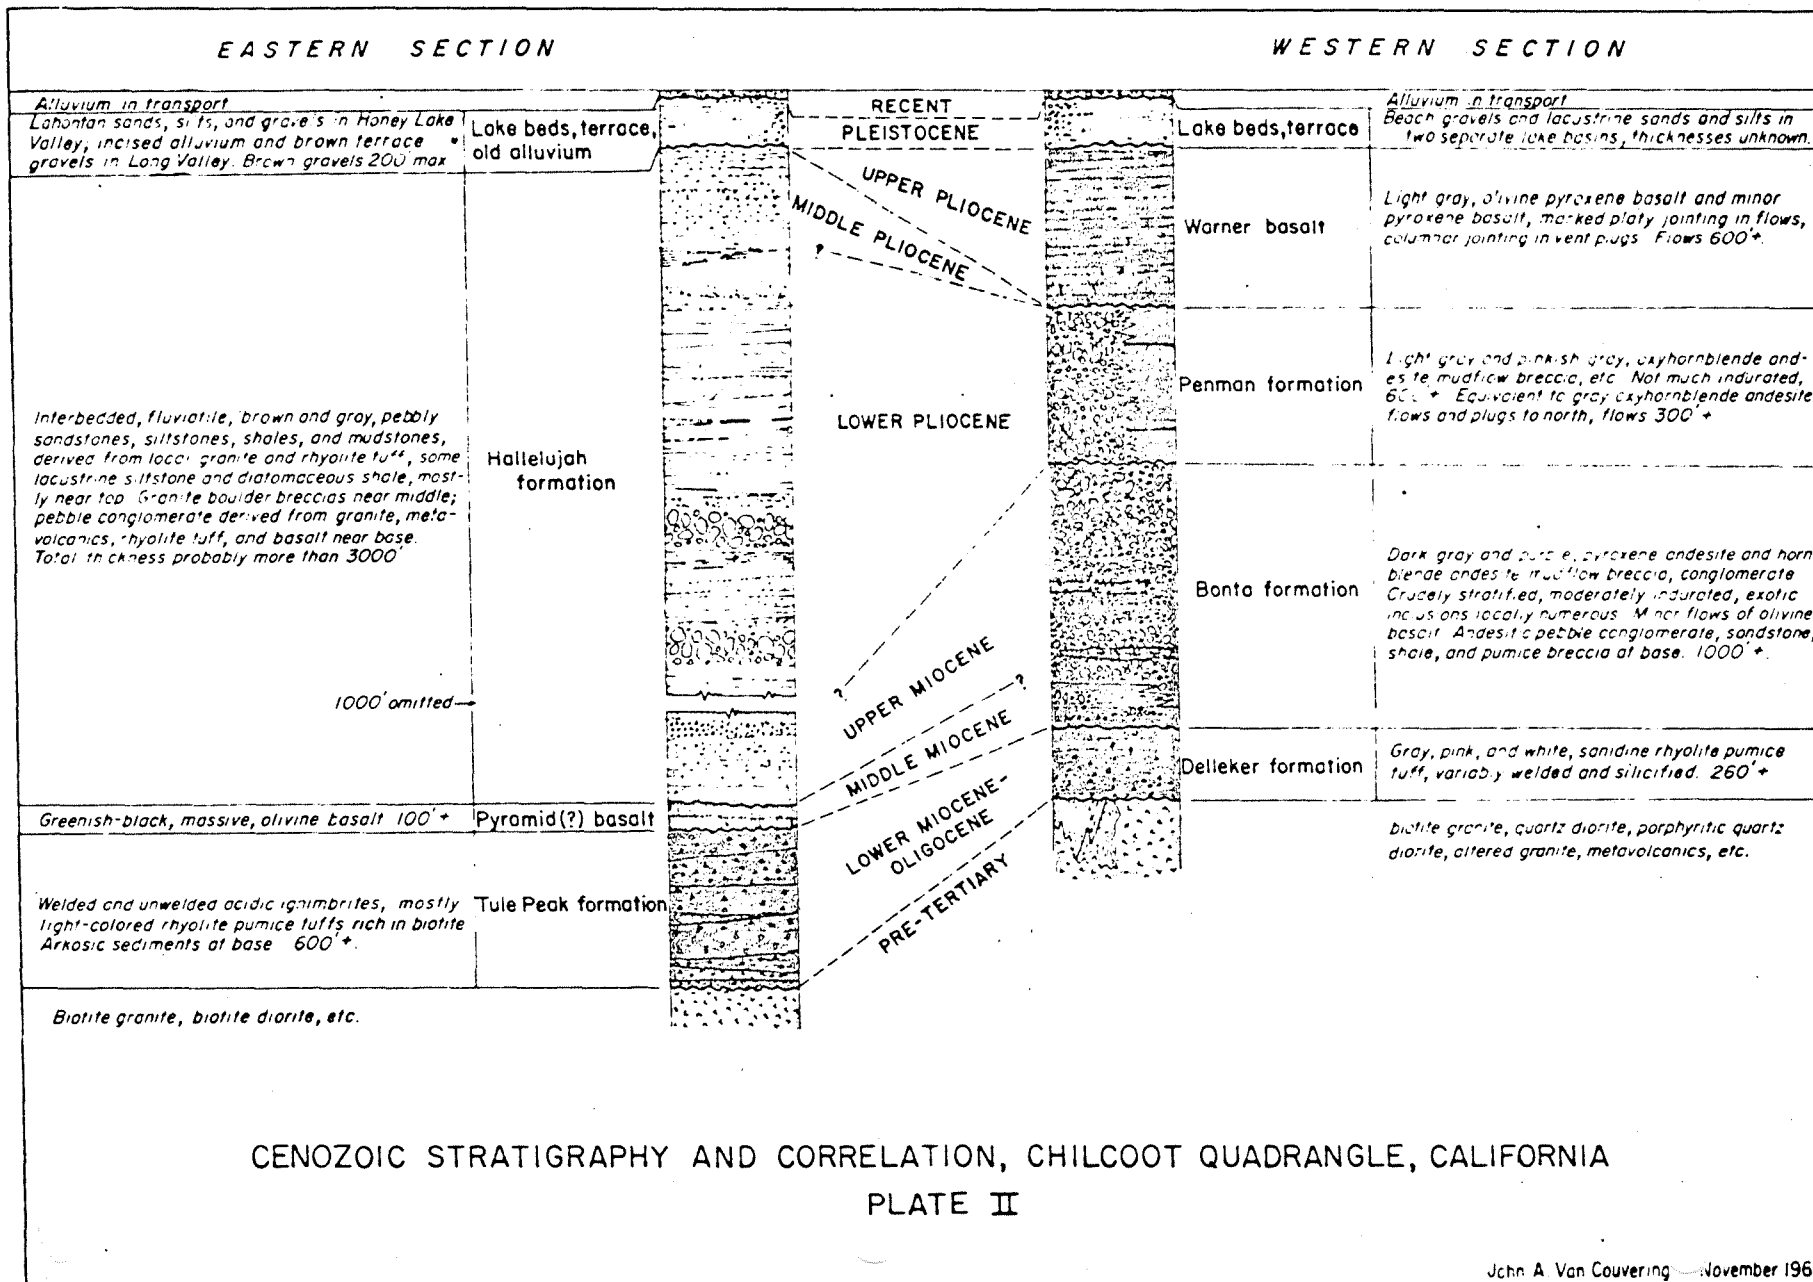 EASTERN SECTION
WESTERN SECTION
Alluvium in transport
Lahontan sands, silts, and gravels in Honey Lake
Valley; incised alluvium and brown terrace
gravels in Long Valley. Brown gravels 200' max
Lake beds, terrace,
old alluvium
Interbedded, fluviatile, brown and gray, pebbly
sandstones, siltstones, shales, and mudstones,
derived from local granite and rhyolite tuff, some
lacustrine siltstone and diatomaceous shale, most-
ly near top. Granite boulder breccias near middle;
pebble conglomerate derived from granite, meta-
volcanics, rhyolite tuff, and basalt near base.
Total thickness probably more than 3000'
Hallelujah
formation
1000' omitted
Greenish-black, massive, olivine basalt 100'+
Pyramid(?) basalt
Welded and unwelded acidic ignimbrites, mostly
light-colored rhyolite pumice tuffs rich in biotite
Arkosic sediments at base 600'+.
Tule Peak formation
Biotite granite, biotite diorite, etc.
RECENT
PLEISTOCENE
UPPER PLIOCENE
MIDDLE PLIOCENE
?
LOWER PLIOCENE
?
UPPER MIOCENE
?
MIDDLE MIOCENE
LOWER MIOCENE-
OLIGOCENE
PRE-TERTIARY
Lake beds, terrace
Alluvium in transport
Beach gravels and lacustrine sands and silts in
two separate lake basins, thicknesses unknown.
Warner basalt
Light gray, olivine pyroxene basalt and minor
pyroxene basalt, marked platy jointing in flows,
columnar jointing in vent plugs Flows 600'+.
Penman formation
Light gray and pinkish gray, oxyhornblende and-
esite mudflow breccia, etc Not much indurated,
600'+ Equivalent to gray oxyhornblende andesite
flows and plugs to north, flows 300'+
Bonta formation
Dark gray and purple, pyroxene andesite and horn
blende andesite mudflow breccia, conglomerate
Crudely stratified, moderately indurated, exotic
inclusions locally numerous Minor flows of olivine
basalt Andesitic pebble conglomerate, sandstone,
shale, and pumice breccia at base. 1000'+.
Delleker formation
Gray, pink, and white, sanidine rhyolite pumice
tuff, variably welded and silicified. 260'+
biotite granite, quartz diorite, porphyritic quartz
diorite, altered granite, metavolcanics, etc.
CENOZOIC STRATIGRAPHY AND CORRELATION, CHILCOOT QUADRANGLE, CALIFORNIA
PLATE II
John A. Van Couvering November 196